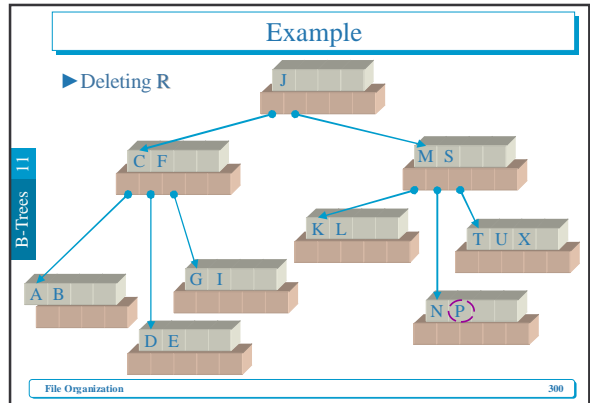 Example
►Deleting R
J
C F
M S
K L
T U X
G I
A B
N P
D E
B-Trees 11
File Organization 300